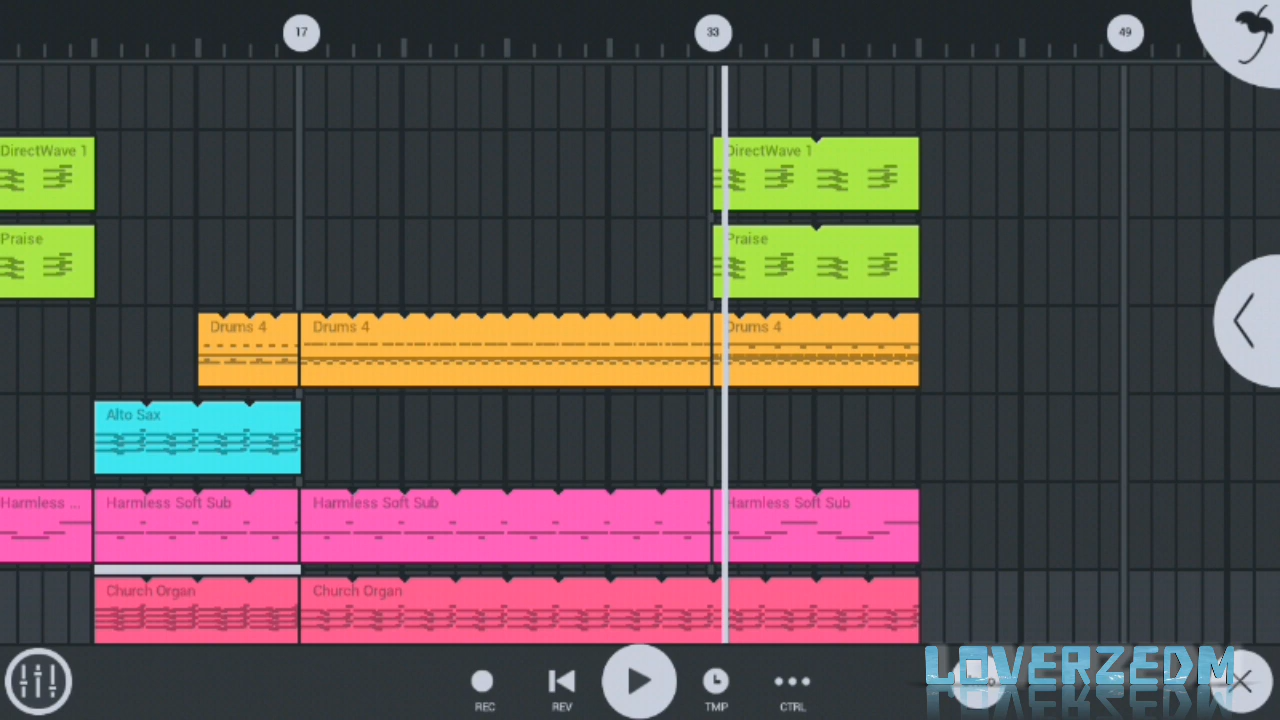 17
33
49
DirectWave 1
DirectWave 1
Praise
Praise
Drums 4
Drums 4
Drums 4
Alto Sax
Harmless ...
Harmless Soft Sub
Harmless Soft Sub
Harmless Soft Sub
Church Organ
Church Organ
REC
REV
TMP
CTRL
LOVERZEDM